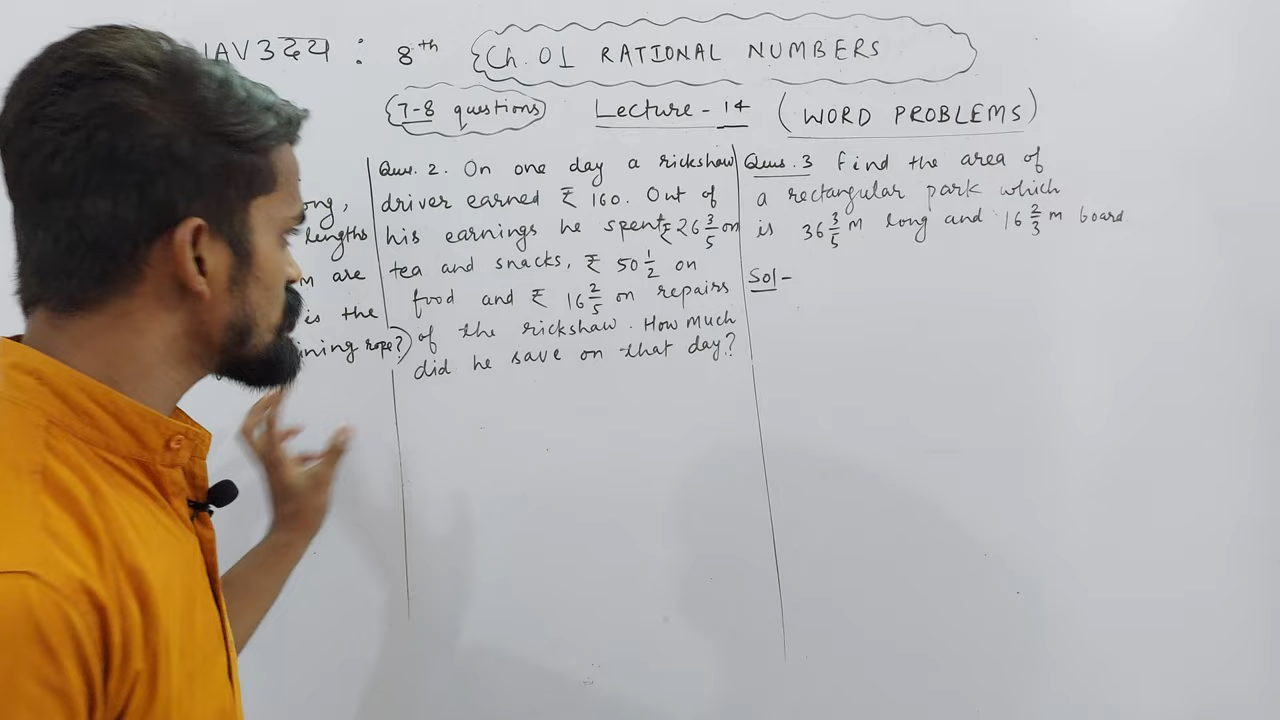 8th Ch. 01 RATIONAL NUMBERS
7-8 questions Lecture - 14 (WORD PROBLEMS)
lengths
m are
is the
rope?
Ques. 2. On one day a rickshaw
driver earned ₹ 160. Out of
his earnings he spent ₹ 26 3/5 on
tea and snacks, ₹ 50 1/2 on
food and ₹ 16 2/5 on repairs
of the rickshaw. How much
did he save on that day?
Ques. 3 Find the area of
a rectangular park which
is 36 3/5 m long and 16 2/3 m board
Sol-